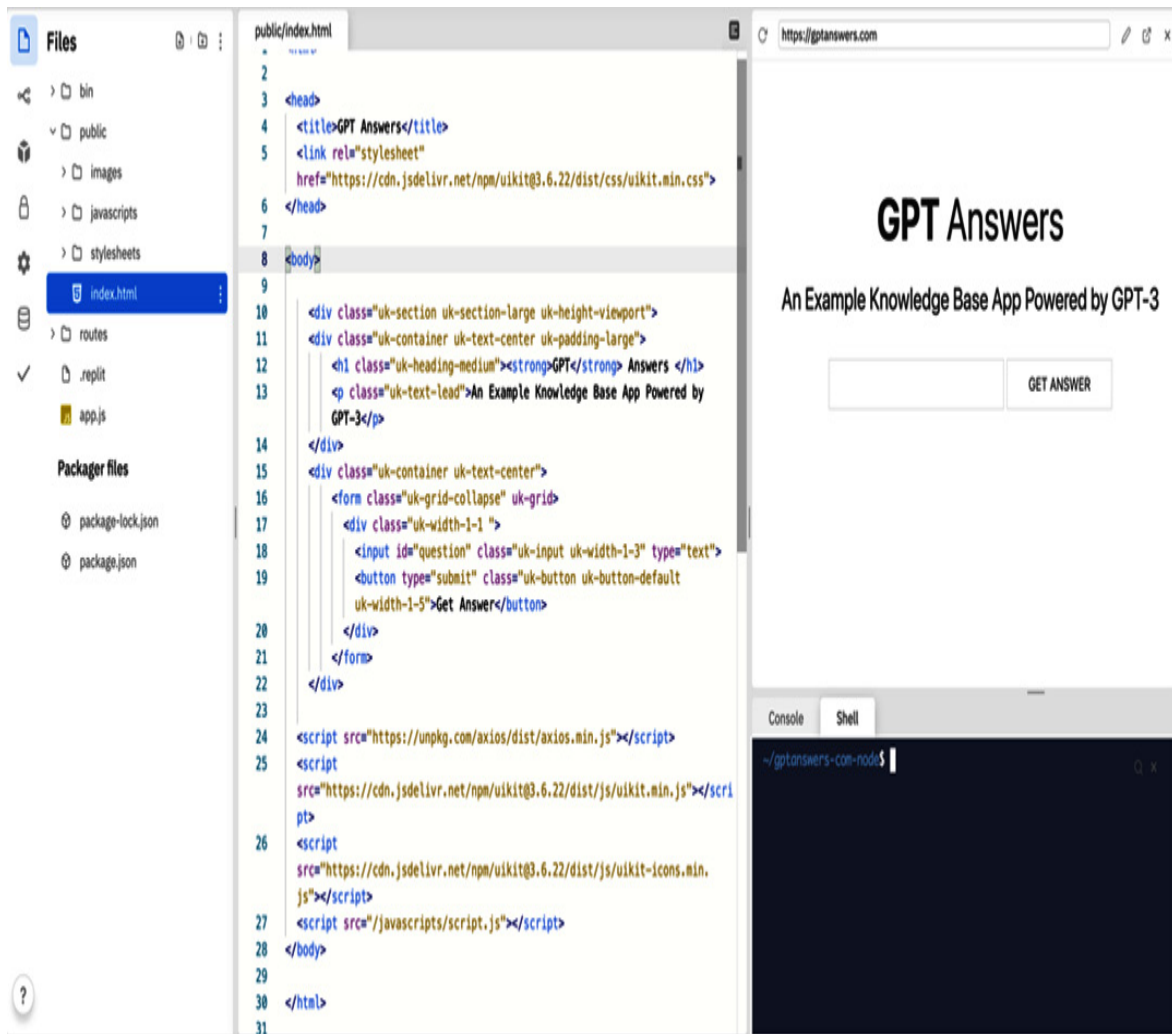 Files
bin
public
images
javascripts
stylesheets
index.html
routes
.replit
app.js
Packager files
package-lock.json
package.json
?
public/index.html
1
2
3 <head>
4 <title>GPT Answers</title>
5 <link rel="stylesheet"
href="https://cdn.jsdelivr.net/npm/uikit@3.6.22/dist/css/uikit.min.css">
6 </head>
7
8 <body>
9
10 <div class="uk-section uk-section-large uk-height-viewport">
11 <div class="uk-container uk-text-center uk-padding-large">
12 <h1 class="uk-heading-medium"><strong>GPT</strong> Answers </h1>
13 <p class="uk-text-lead">An Example Knowledge Base App Powered by
GPT-3</p>
14 </div>
15 <div class="uk-container uk-text-center">
16 <form class="uk-grid-collapse" uk-grid>
17 <div class="uk-width-1-1 ">
18 <input id="question" class="uk-input uk-width-1-3" type="text">
19 <button type="submit" class="uk-button uk-button-default
uk-width-1-5">Get Answer</button>
20 </div>
21 </form>
22 </div>
23
24 <script src="https://unpkg.com/axios/dist/axios.min.js"></script>
25 <script
src="https://cdn.jsdelivr.net/npm/uikit@3.6.22/dist/js/uikit.min.js"></scri
pt>
26 <script
src="https://cdn.jsdelivr.net/npm/uikit@3.6.22/dist/js/uikit-icons.min.
js"></script>
27 <script src="/javascripts/script.js"></script>
28 </body>
29
30 </html>
31
https://gptanswers.com
GPT Answers
An Example Knowledge Base App Powered by GPT-3
GET ANSWER
Console Shell
~/gptanswers-com-node$